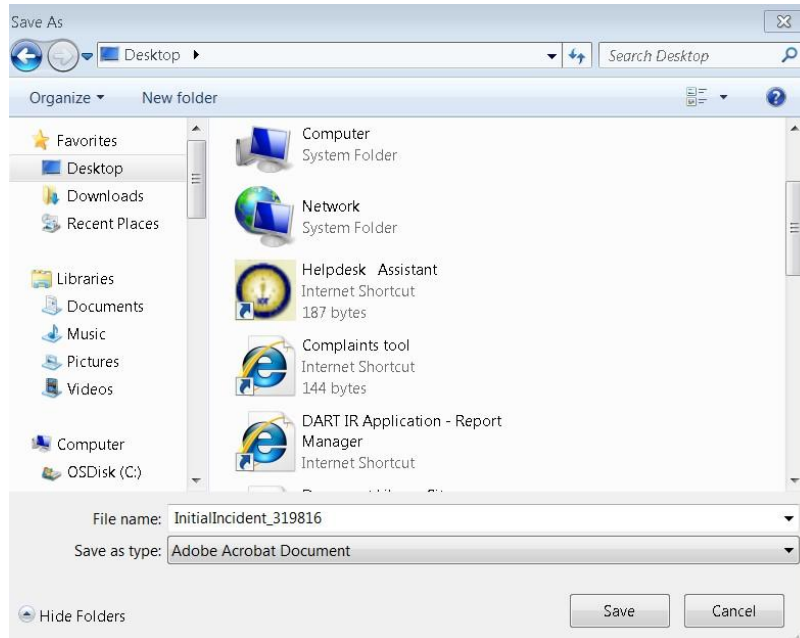 Save As
Desktop
Search Desktop
Organize
New folder
Favorites
Desktop
Downloads
Recent Places
Libraries
Documents
Music
Pictures
Videos
Computer
OSDisk (C:)
Computer
System Folder
Network
System Folder
Helpdesk Assistant
Internet Shortcut
187 bytes
Complaints tool
Internet Shortcut
144 bytes
DART IR Application - Report
Manager
Internet Shortcut
File name: InitialIncident_319816
Save as type: Adobe Acrobat Document
Hide Folders
Save
Cancel